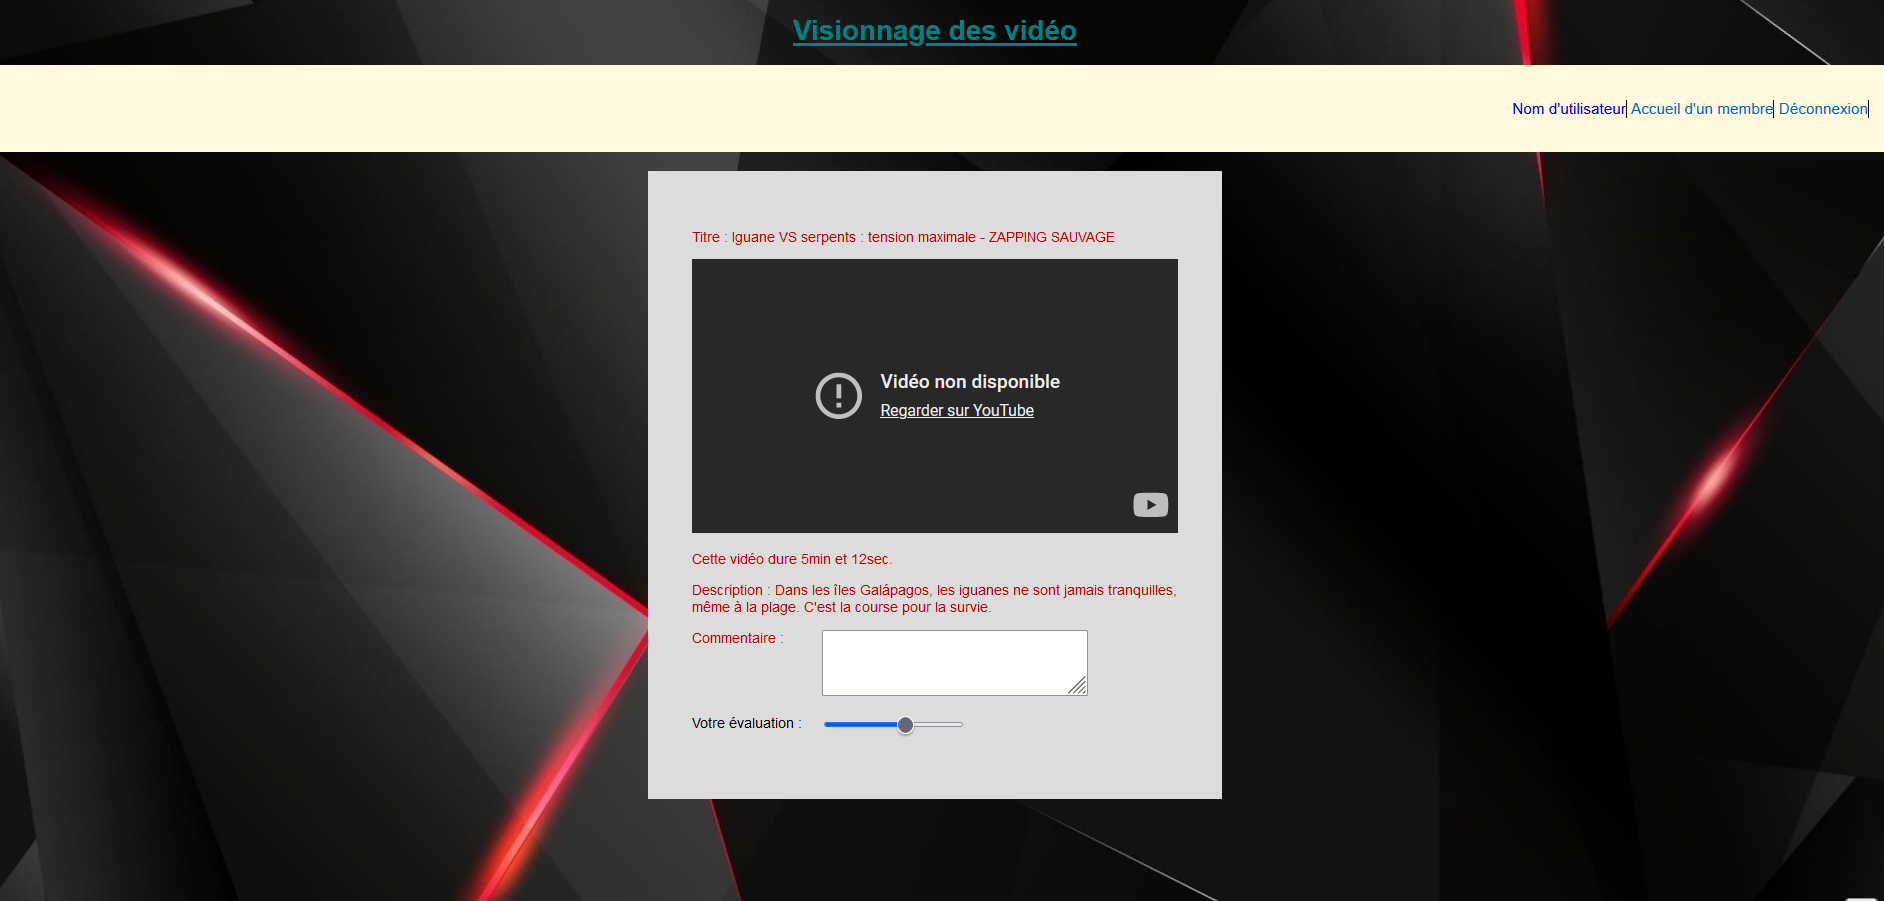 Visionnage des vidéo
Nom d'utilisateur Accueil d'un membre Déconnexion
Titre : Iguane VS serpents : tension maximale - ZAPPING SAUVAGE
Vidéo non disponible
Regarder sur YouTube
Cette vidéo dure 5min et 12sec.
Description : Dans les îles Galápagos, les iguanes ne sont jamais tranquilles,
même à la plage. C'est la course pour la survie.
Commentaire :
Votre évaluation :